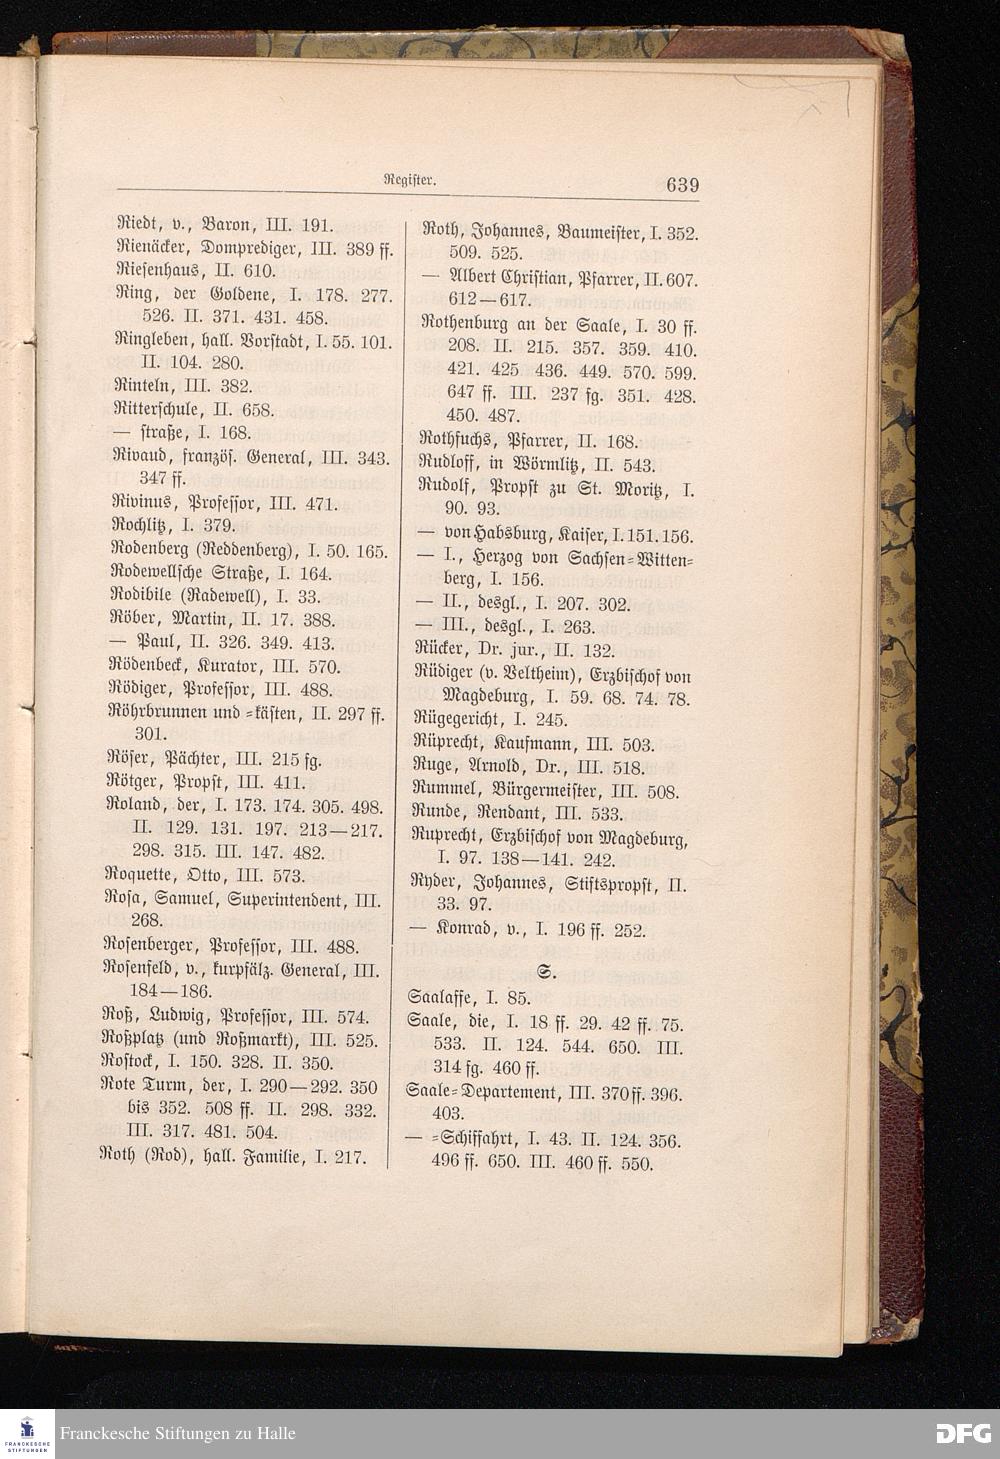 Register.
639
Riedt, v., Baron, III. 191.
Rienäcker, Domprediger, III. 389 ff.
Riesenhaus, II. 610.
Ring, der Goldene, I. 178. 277.
526. II. 371. 431. 458.
Ringleben, hall. Vorstadt, I. 55. 101.
II. 104. 280.
Rinteln, III. 382.
Ritterschule, II. 658.
— straße, I. 168.
Rivaud, französ. General, III. 343.
347 ff.
Rivinus, Professor, III. 471.
Rochlitz, I. 379.
Rodenberg (Reddenberg), I. 50. 165.
Rodewellsche Straße, I. 164.
Rodibile (Radewell), I. 33.
Röber, Martin, II. 17. 388.
— Paul, II. 326. 349. 413.
Rödenbeck, Kurator, III. 570.
Rödiger, Professor, III. 488.
Röhrbrunnen und =kästen, II. 297 ff.
301.
Röser, Pächter, III. 215 fg.
Rötger, Propst, III. 411.
Roland, der, I. 173. 174. 305. 498.
II. 129. 131. 197. 213—217.
298. 315. III. 147. 482.
Roquette, Otto, III. 573.
Rosa, Samuel, Superintendent, III.
268.
Rosenberger, Professor, III. 488.
Rosenfeld, v., kurpfälz. General, III.
184—186.
Roß, Ludwig, Professor, III. 574.
Roßplatz (und Roßmarkt), III. 525.
Rostock, I. 150. 328. II. 350.
Rote Turm, der, I. 290—292. 350
bis 352. 508 ff. II. 298. 332.
III. 317. 481. 504.
Roth (Rod), hall. Familie, I. 217.
Roth, Johannes, Baumeister, I. 352.
509. 525.
— Albert Christian, Pfarrer, II. 607.
612—617.
Rothenburg an der Saale, I. 30 ff.
208. II. 215. 357. 359. 410.
421. 425 436. 449. 570. 599.
647 ff. III. 237 fg. 351. 428.
450. 487.
Rothfuchs, Pfarrer, II. 168.
Rudloff, in Wörmlitz, II. 543.
Rudolf, Propst zu St. Moritz, I.
90. 93.
— von Habsburg, Kaiser, I. 151. 156.
— I., Herzog von Sachsen=Witten=
berg, I. 156.
— II., desgl., I. 207. 302.
— III., desgl., I. 263.
Rücker, Dr. jur., II. 132.
Rüdiger (v. Veltheim), Erzbischof von
Magdeburg, I. 59. 68. 74. 78.
Rügegericht, I. 245.
Rüprecht, Kaufmann, III. 503.
Ruge, Arnold, Dr., III. 518.
Rummel, Bürgermeister, III. 508.
Runde, Rendant, III. 533.
Ruprecht, Erzbischof von Magdeburg,
I. 97. 138—141. 242.
Ryder, Johannes, Stiftspropst, II.
33. 97.
— Konrad, v., I. 196 ff. 252.
S.
Saalaffe, I. 85.
Saale, die, I. 18 ff. 29. 42 ff. 75.
533. II. 124. 544. 650. III.
314 fg. 460 ff.
Saale=Departement, III. 370 ff. 396.
403.
— =Schiffahrt, I. 43. II. 124. 356.
496 ff. 650. III. 460 ff. 550.
FRANCKESCHE
STIFTUNGEN
Franckesche Stiftungen zu Halle
DFG